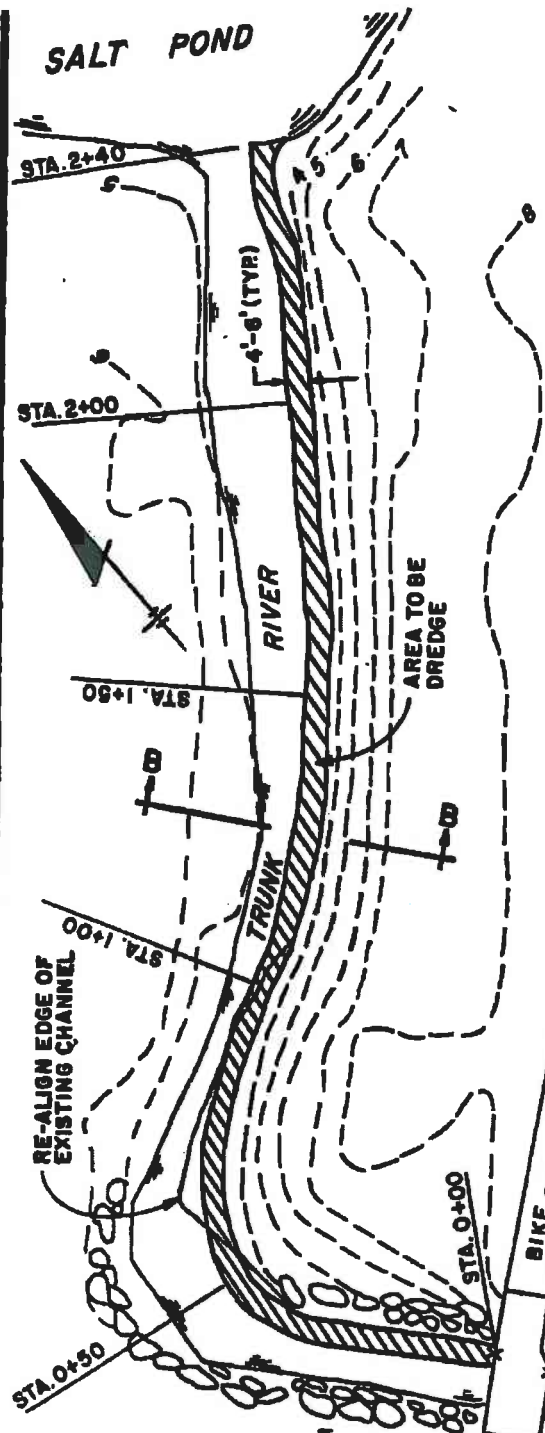 SALT POND
STA. 2+40
5
4 5 6 7
8
6
4'-6' (TYP.)
STA. 2+00
RIVER
AREA TO BE
DREDGE
STA. 1+50
B
B
TRUNK
STA. 1+00
RE-ALIGN EDGE OF
EXISTING CHANNEL
STA. 0+00
STA. 0+50
BIKE